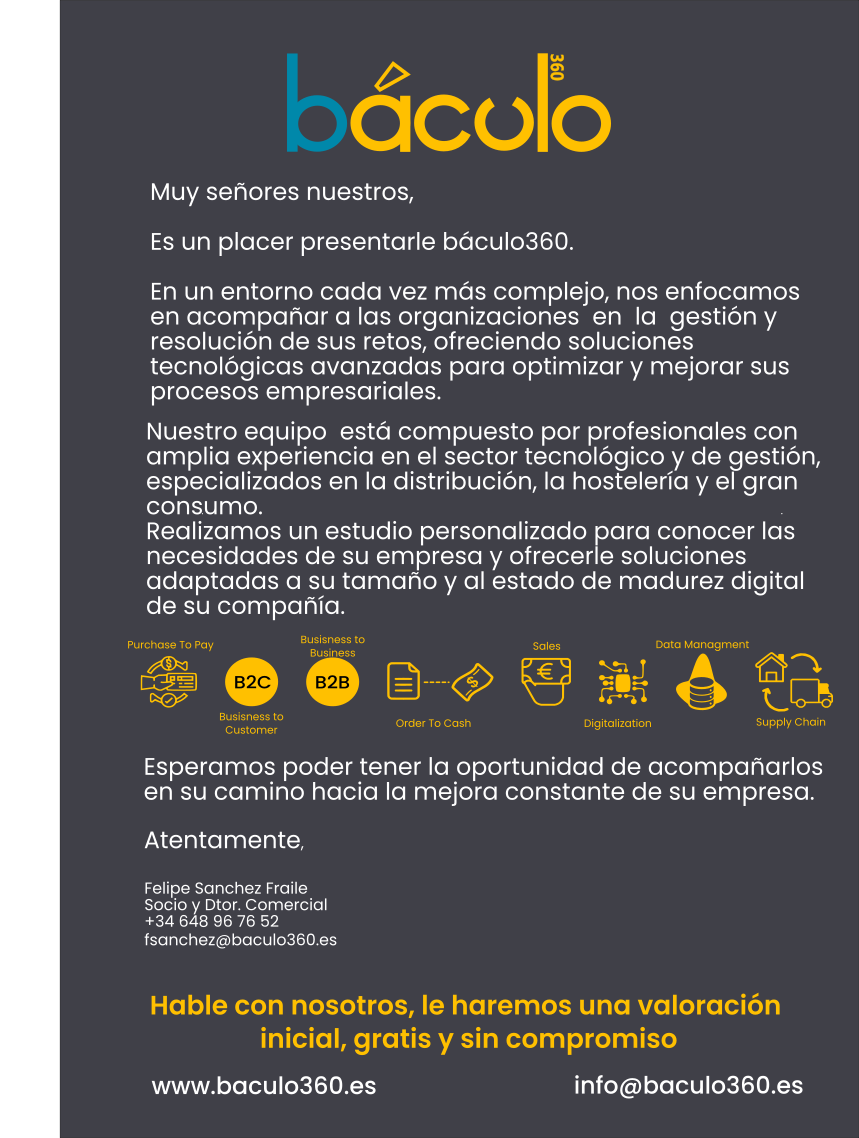 báculo 360
Muy señores nuestros,
Es un placer presentarle báculo360.
En un entorno cada vez más complejo, nos enfocamos
en acompañar a las organizaciones en la gestión y
resolución de sus retos, ofreciendo soluciones
tecnológicas avanzadas para optimizar y mejorar sus
procesos empresariales.
Nuestro equipo está compuesto por profesionales con
amplia experiencia en el sector tecnológico y de gestión,
especializados en la distribución, la hostelería y el gran
consumo.
Realizamos un estudio personalizado para conocer las
necesidades de su empresa y ofrecerle soluciones
adaptadas a su tamaño y al estado de madurez digital
de su compañía.
Purchase To Pay
B2C
Busisness to
Customer
Busisness to
Business
B2B
Order To Cash
Sales
€
Digitalization
Data Managment
Supply Chain
Esperamos poder tener la oportunidad de acompañarlos
en su camino hacia la mejora constante de su empresa.
Atentamente,
Felipe Sanchez Fraile
Socio y Dtor. Comercial
+34 648 96 76 52
fsanchez@baculo360.es
Hable con nosotros, le haremos una valoración
inicial, gratis y sin compromiso
www.baculo360.es
info@baculo360.es